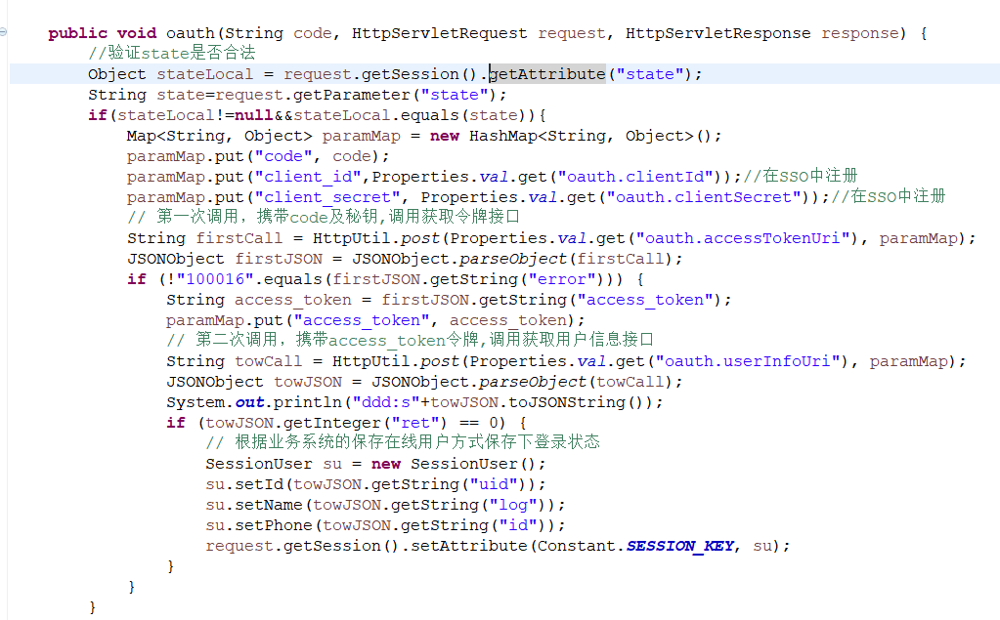 public void oauth(String code, HttpServletRequest request, HttpServletResponse response) {
//验证state是否合法
Object stateLocal = request.getSession().getAttribute("state");
String state=request.getParameter("state");
if(stateLocal!=null&&stateLocal.equals(state)){
Map<String, Object> paramMap = new HashMap<String, Object>();
paramMap.put("code", code);
paramMap.put("client_id",Properties.val.get("oauth.clientId"));//在SSO中注册
paramMap.put("client_secret", Properties.val.get("oauth.clientSecret"));//在SSO中注册
// 第一次调用，携带code及秘钥,调用获取令牌接口
String firstCall = HttpUtil.post(Properties.val.get("oauth.accessTokenUri"), paramMap);
JSONObject firstJSON = JSONObject.parseObject(firstCall);
if (!"100016".equals(firstJSON.getString("error"))) {
String access_token = firstJSON.getString("access_token");
paramMap.put("access_token", access_token);
// 第二次调用，携带access_token令牌,调用获取用户信息接口
String towCall = HttpUtil.post(Properties.val.get("oauth.userInfoUri"), paramMap);
JSONObject towJSON = JSONObject.parseObject(towCall);
System.out.println("ddd:s"+towJSON.toJSONString());
if (towJSON.getInteger("ret") == 0) {
// 根据业务系统的保存在线用户方式保存下登录状态
SessionUser su = new SessionUser();
su.setId(towJSON.getString("uid"));
su.setName(towJSON.getString("log"));
su.setPhone(towJSON.getString("id"));
request.getSession().setAttribute(Constant.SESSION_KEY, su);
}
}
}